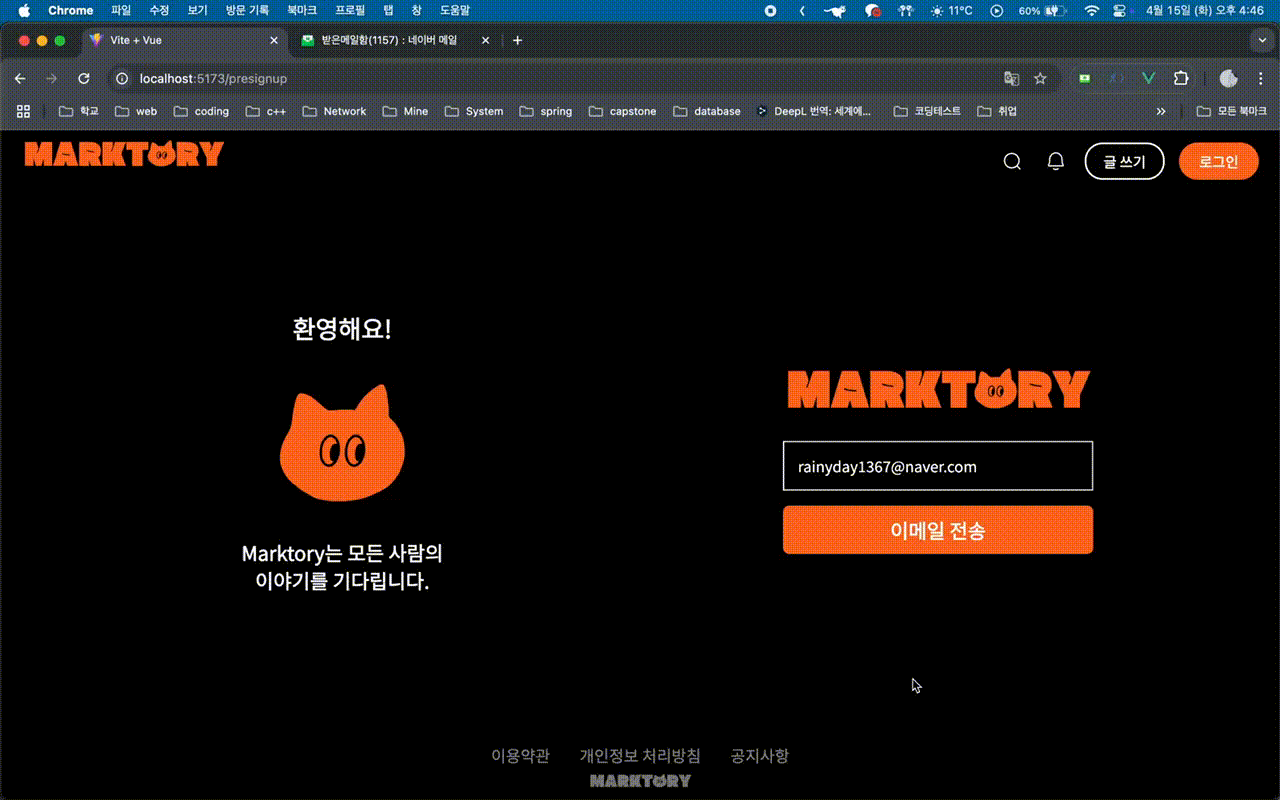 Chrome 파일 수정 보기 방문 기록 북마크 프로필 탭 창 도움말 11°C 60% 4월 15일 (화) 오후 4:46
Vite + Vue 받은메일함(1157) : 네이버 메일
localhost:5173/presignup
학교 web coding c++ Network Mine System spring capstone database DeepL 번역: 세계에... 코딩테스트 취업 모든 북마크
MARKTORY 글 쓰기 로그인
환영해요!
MARKTORY
rainyday1367@naver.com
이메일 전송
Marktory는 모든 사람의
이야기를 기다립니다.
이용약관 개인정보 처리방침 공지사항
MARKTORY